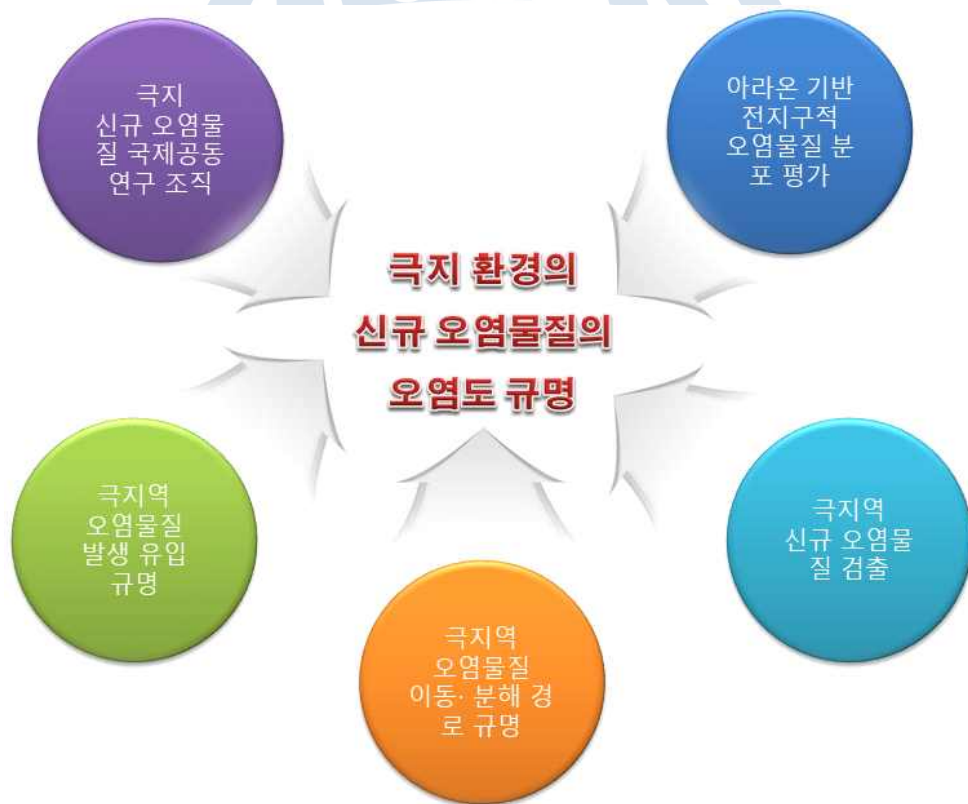 극지
신규 오염물
질 국제공동
연구 조직
아라온 기반
전지구적
오염물질 분
포 평가
극지 환경의
신규 오염물질의
오염도 규명
극지역
오염물질
발생 유입
규명
극지역
신규 오염물
질 검출
극지역
오염물질
이동· 분해 경
로 규명